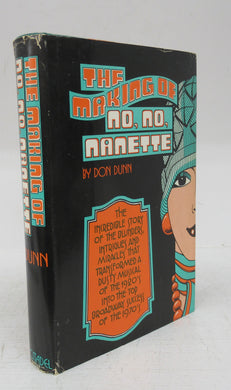 THE
MAKING OF
NO, NO,
NANETTE
BY DON DUNN
THE
INCREDIBLE STORY
OF THE BLUNDERS,
INTRIGUES AND
MIRACLES THAT
TRANSFORMED A
DUSTY MUSICAL
OF THE 1920'S
INTO THE TOP
BROADWAY SUCCESS
OF THE 1970'S
THE MAKING OF
NO, NO, NANETTE
DUNN
CITADEL